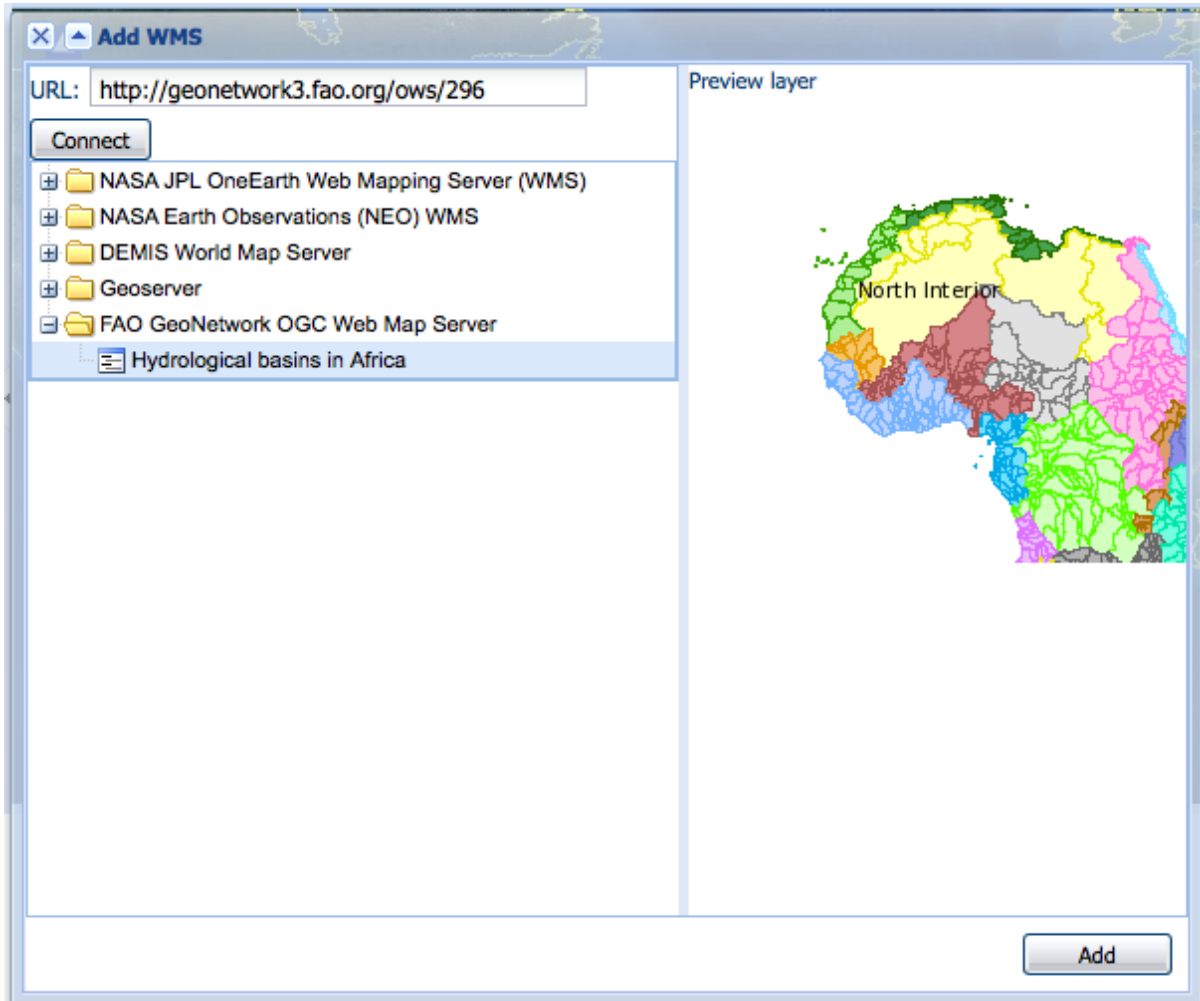 Add WMS
URL: http://geonetwork3.fao.org/ows/296
Connect
NASA JPL OneEarth Web Mapping Server (WMS)
NASA Earth Observations (NEO) WMS
DEMIS World Map Server
Geoserver
FAO GeoNetwork OGC Web Map Server
Hydrological basins in Africa
Preview layer
North Interior
Add